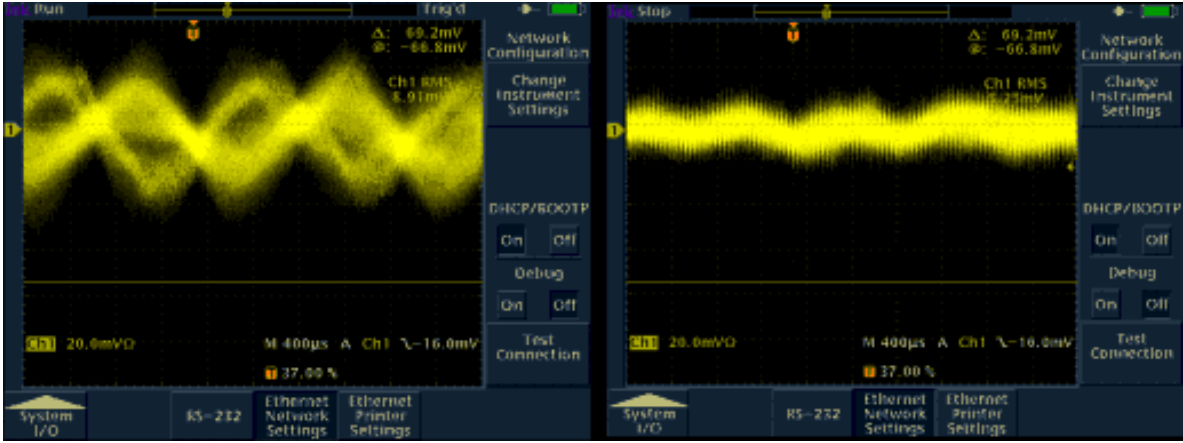 Tek Run Trig'd
Δ: 69.2mV
@: −66.8mV
Ch1 RMS
8.91mV
Network
Configuration
Change
Instrument
Settings
DHCP/BOOTP
On Off
Debug
On Off
Test
Connection
1
Ch1 20.0mVΩ M 400µs A Ch1 −16.0mV
37.00 %
System
I/O
RS-232
Ethernet
Network
Settings
Ethernet
Printer
Settings
Tek Stop
Δ: 69.2mV
@: −66.8mV
Ch1 RMS
Network
Configuration
Change
Instrument
Settings
DHCP/BOOTP
On Off
Debug
On Off
Test
Connection
1
Ch1 20.0mVΩ M 400µs A Ch1 −16.0mV
37.00 %
System
I/O
RS-232
Ethernet
Network
Settings
Ethernet
Printer
Settings